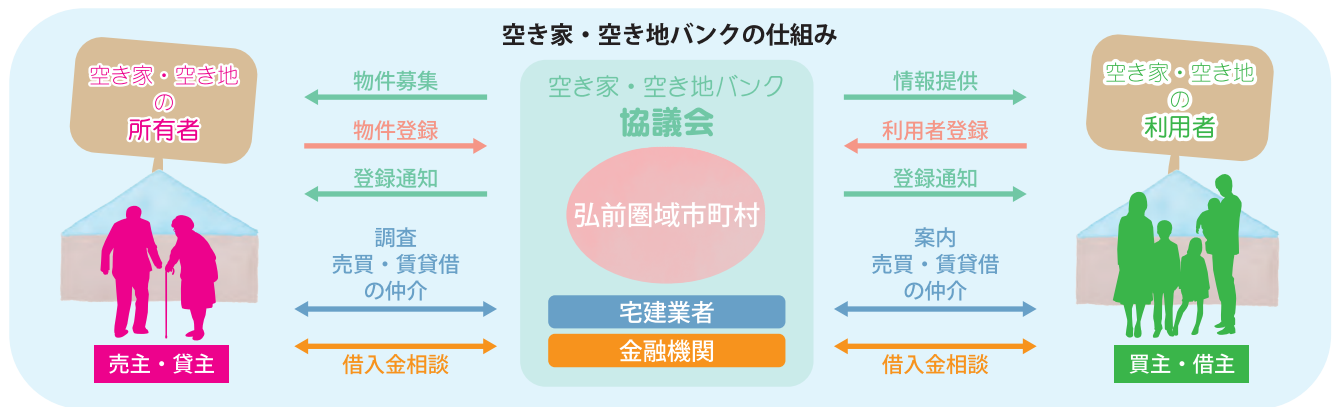 空き家・空き地バンクの仕組み
空き家・空き地
の
所有者
売主・貸主
物件募集
物件登録
登録通知
調査
売買・賃貸借
の仲介
借入金相談
空き家・空き地バンク
協議会
弘前圏域市町村
宅建業者
金融機関
情報提供
利用者登録
登録通知
案内
売買・賃貸借
の仲介
借入金相談
空き家・空き地
の
利用者
買主・借主